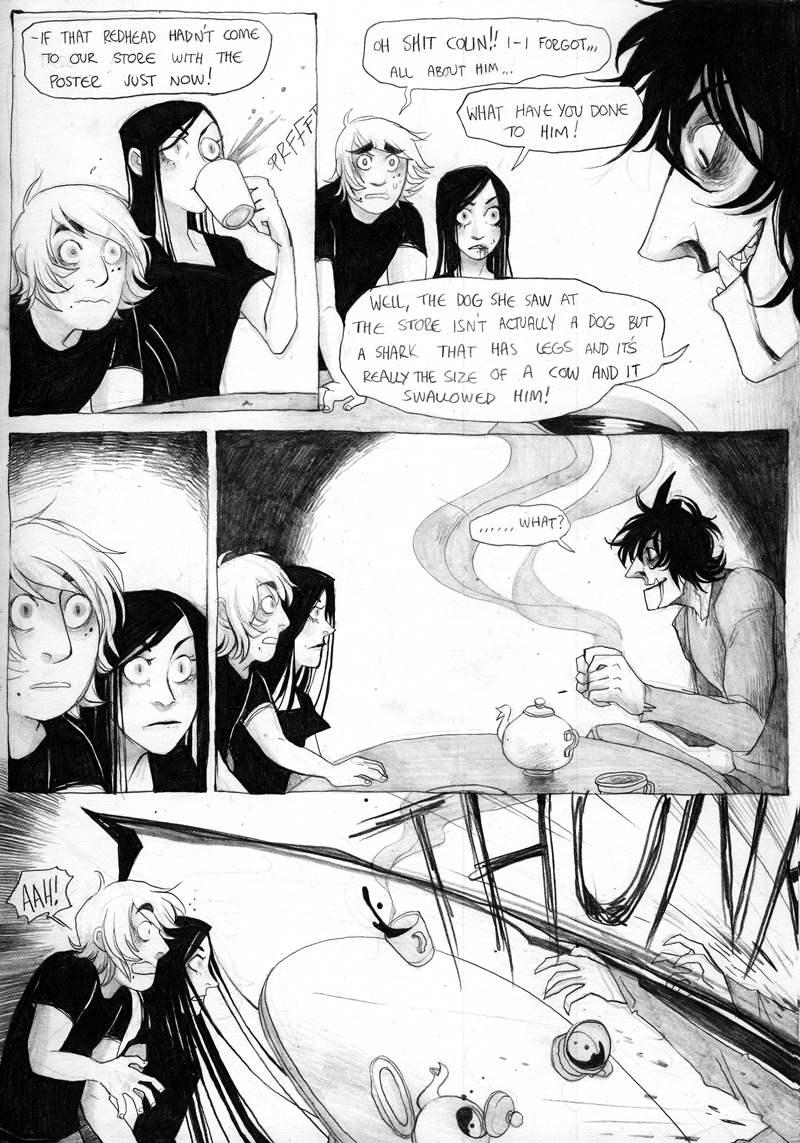 -IF THAT REDHEAD HADN'T COME
TO OUR STORE WITH THE
POSTER JUST NOW!
PRFFFT
OH SHIT COLIN!! I-I FORGOT...
ALL ABOUT HIM...
WHAT HAVE YOU DONE
TO HIM!
WELL, THE DOG SHE SAW AT
THE STORE ISN'T ACTUALLY A DOG BUT
A SHARK THAT HAS LEGS AND IT'S
REALLY THE SIZE OF A COW AND IT
SWALLOWED HIM!
...... WHAT?
AAH!